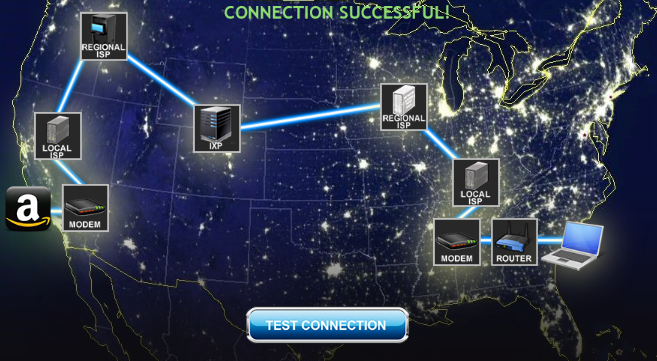 CONNECTION SUCCESSFUL!
REGIONAL
ISP
REGIONAL
ISP
IXP
LOCAL
ISP
LOCAL
ISP
a
MODEM
MODEM
ROUTER
TEST CONNECTION